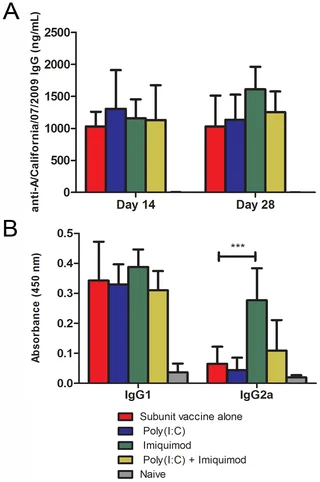 A
anti-A/California/07/2009 IgG (ng/mL)
2500
2000
1500
1000
500
0
Day 14
Day 28
B
Absorbance (450 nm)
0.5
0.4
0.3
0.2
0.1
0.0
***
IgG1
IgG2a
Subunit vaccine alone
Poly(I:C)
Imiquimod
Poly(I:C) + Imiquimod
Naive